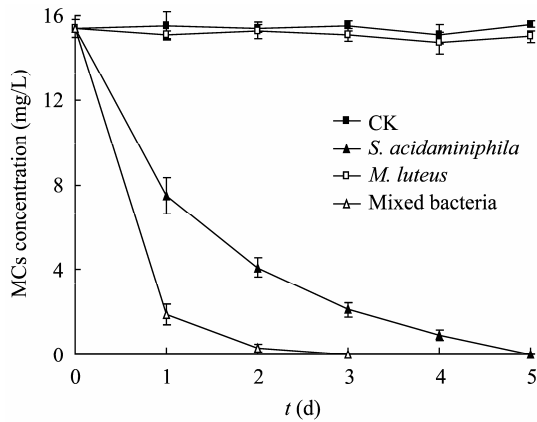 MCs concentration (mg/L)
16
12
8
4
0
CK
S. acidaminiphila
M. luteus
Mixed bacteria
0 1 2 3 4 5
t (d)